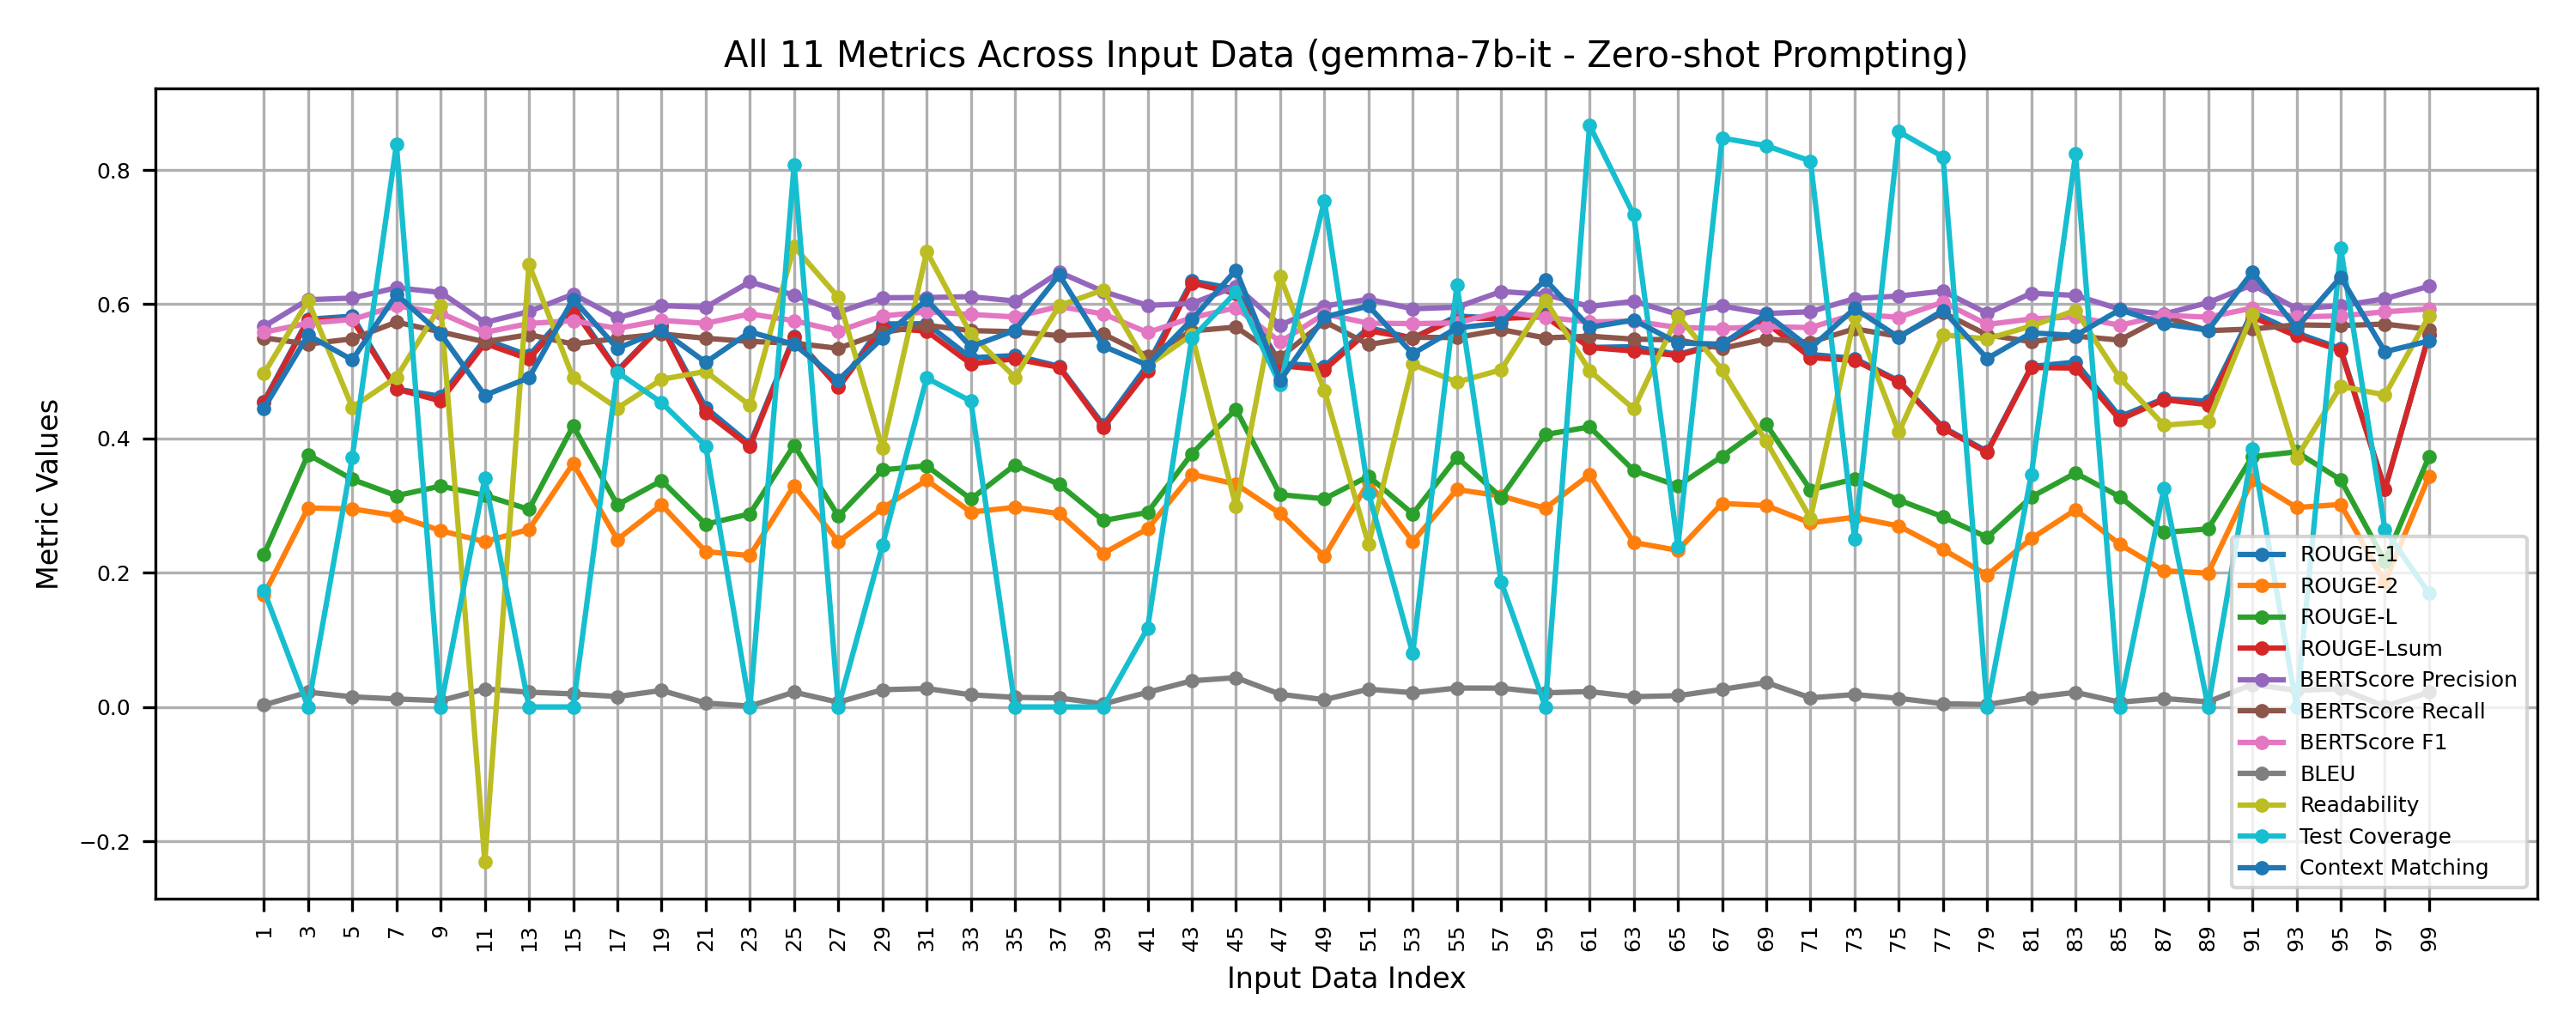 All 11 Metrics Across Input Data (gemma-7b-it - Zero-shot Prompting)
Metric Values
0.8
0.6
0.4
0.2
0.0
−0.2
ROUGE-1
ROUGE-2
ROUGE-L
ROUGE-Lsum
BERTScore Precision
BERTScore Recall
BERTScore F1
BLEU
Readability
Test Coverage
Context Matching
1 3 5 7 9 11 13 15 17 19 21 23 25 27 29 31 33 35 37 39 41 43 45 47 49 51 53 55 57 59 61 63 65 67 69 71 73 75 77 79 81 83 85 87 89 91 93 95 97 99
Input Data Index